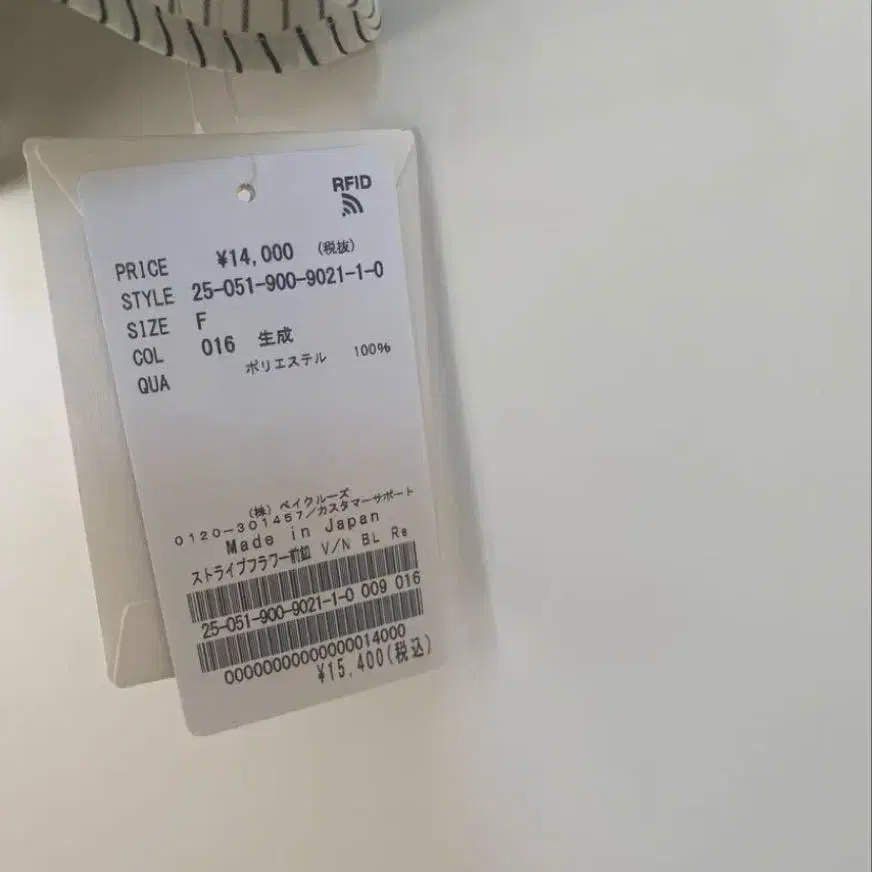 RFID
PRICE ¥14,000 (税抜)
STYLE 25-051-900-9021-1-0
SIZE F
COL 016 生成
QUA ポリエステル 100%
(株) ベイクルーズ
0120-301457/カスタマーサポート
Made in Japan
ストライプフラワー前釦 V/N BL Re
25-051-900-9021-1-0 009 016
00000000000000014000
¥15,400(税込)